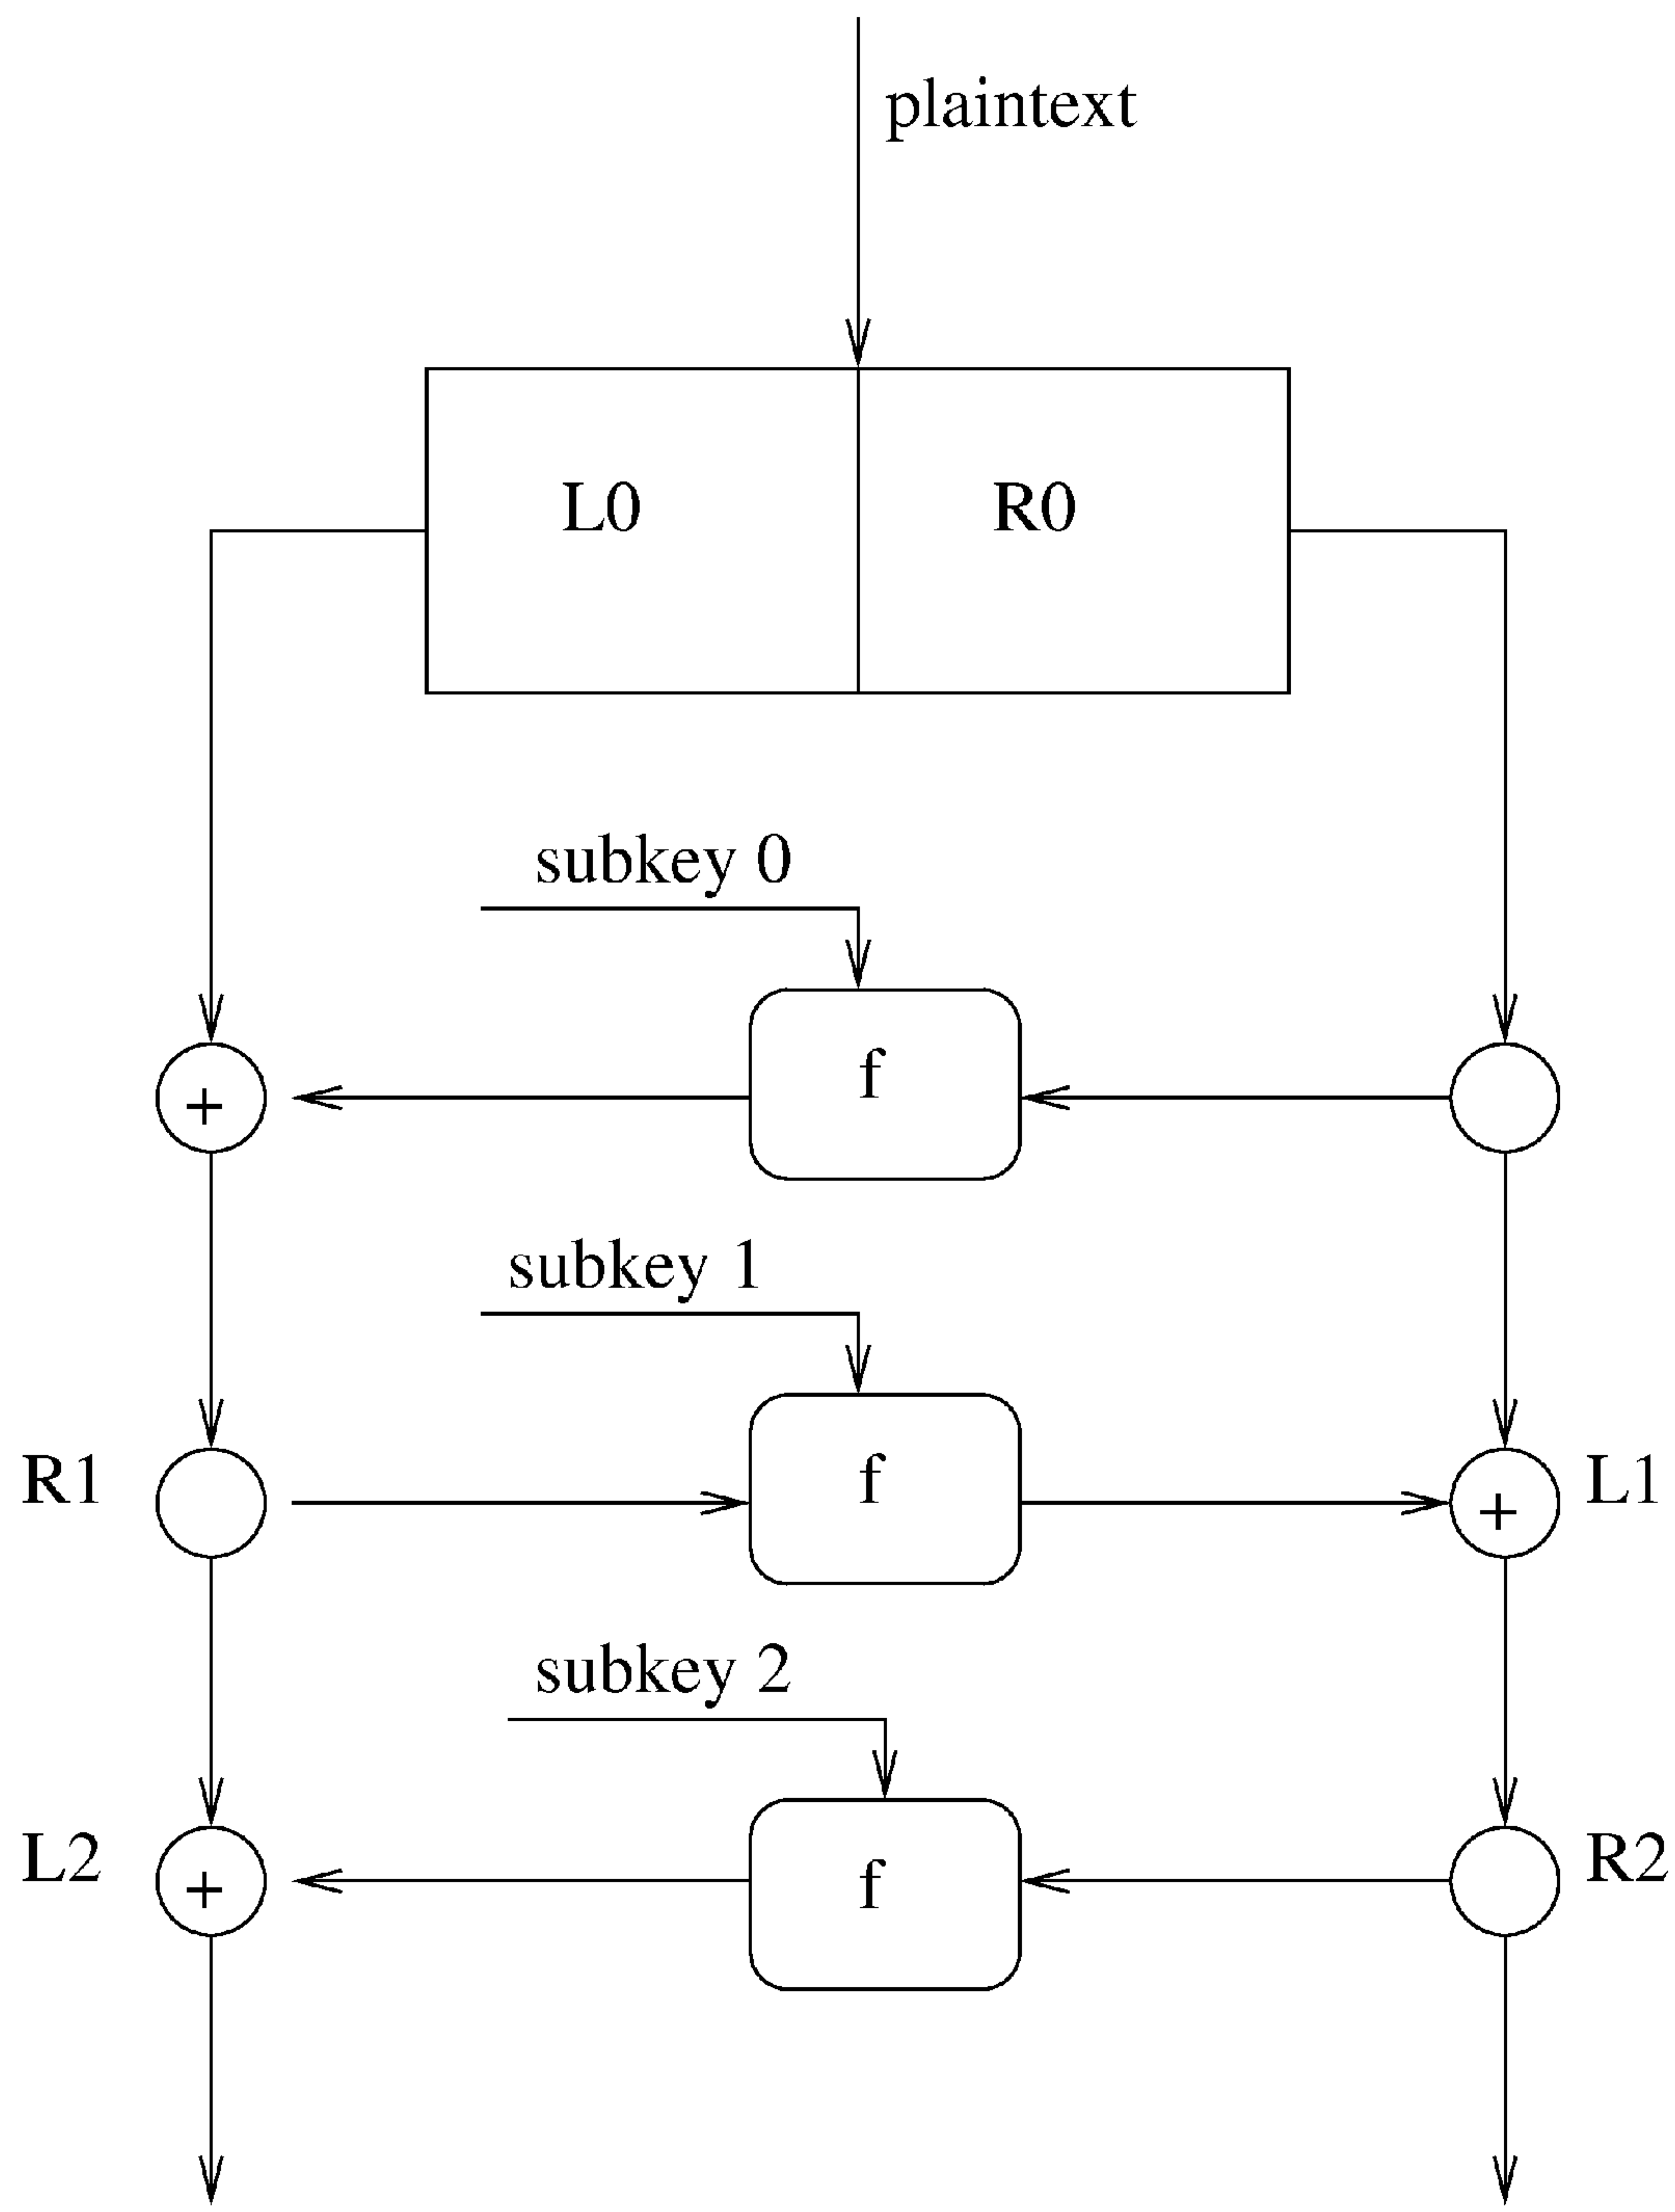 plaintext
L0 R0
subkey 0
+ f
subkey 1
R1 f + L1
subkey 2
L2 + f R2